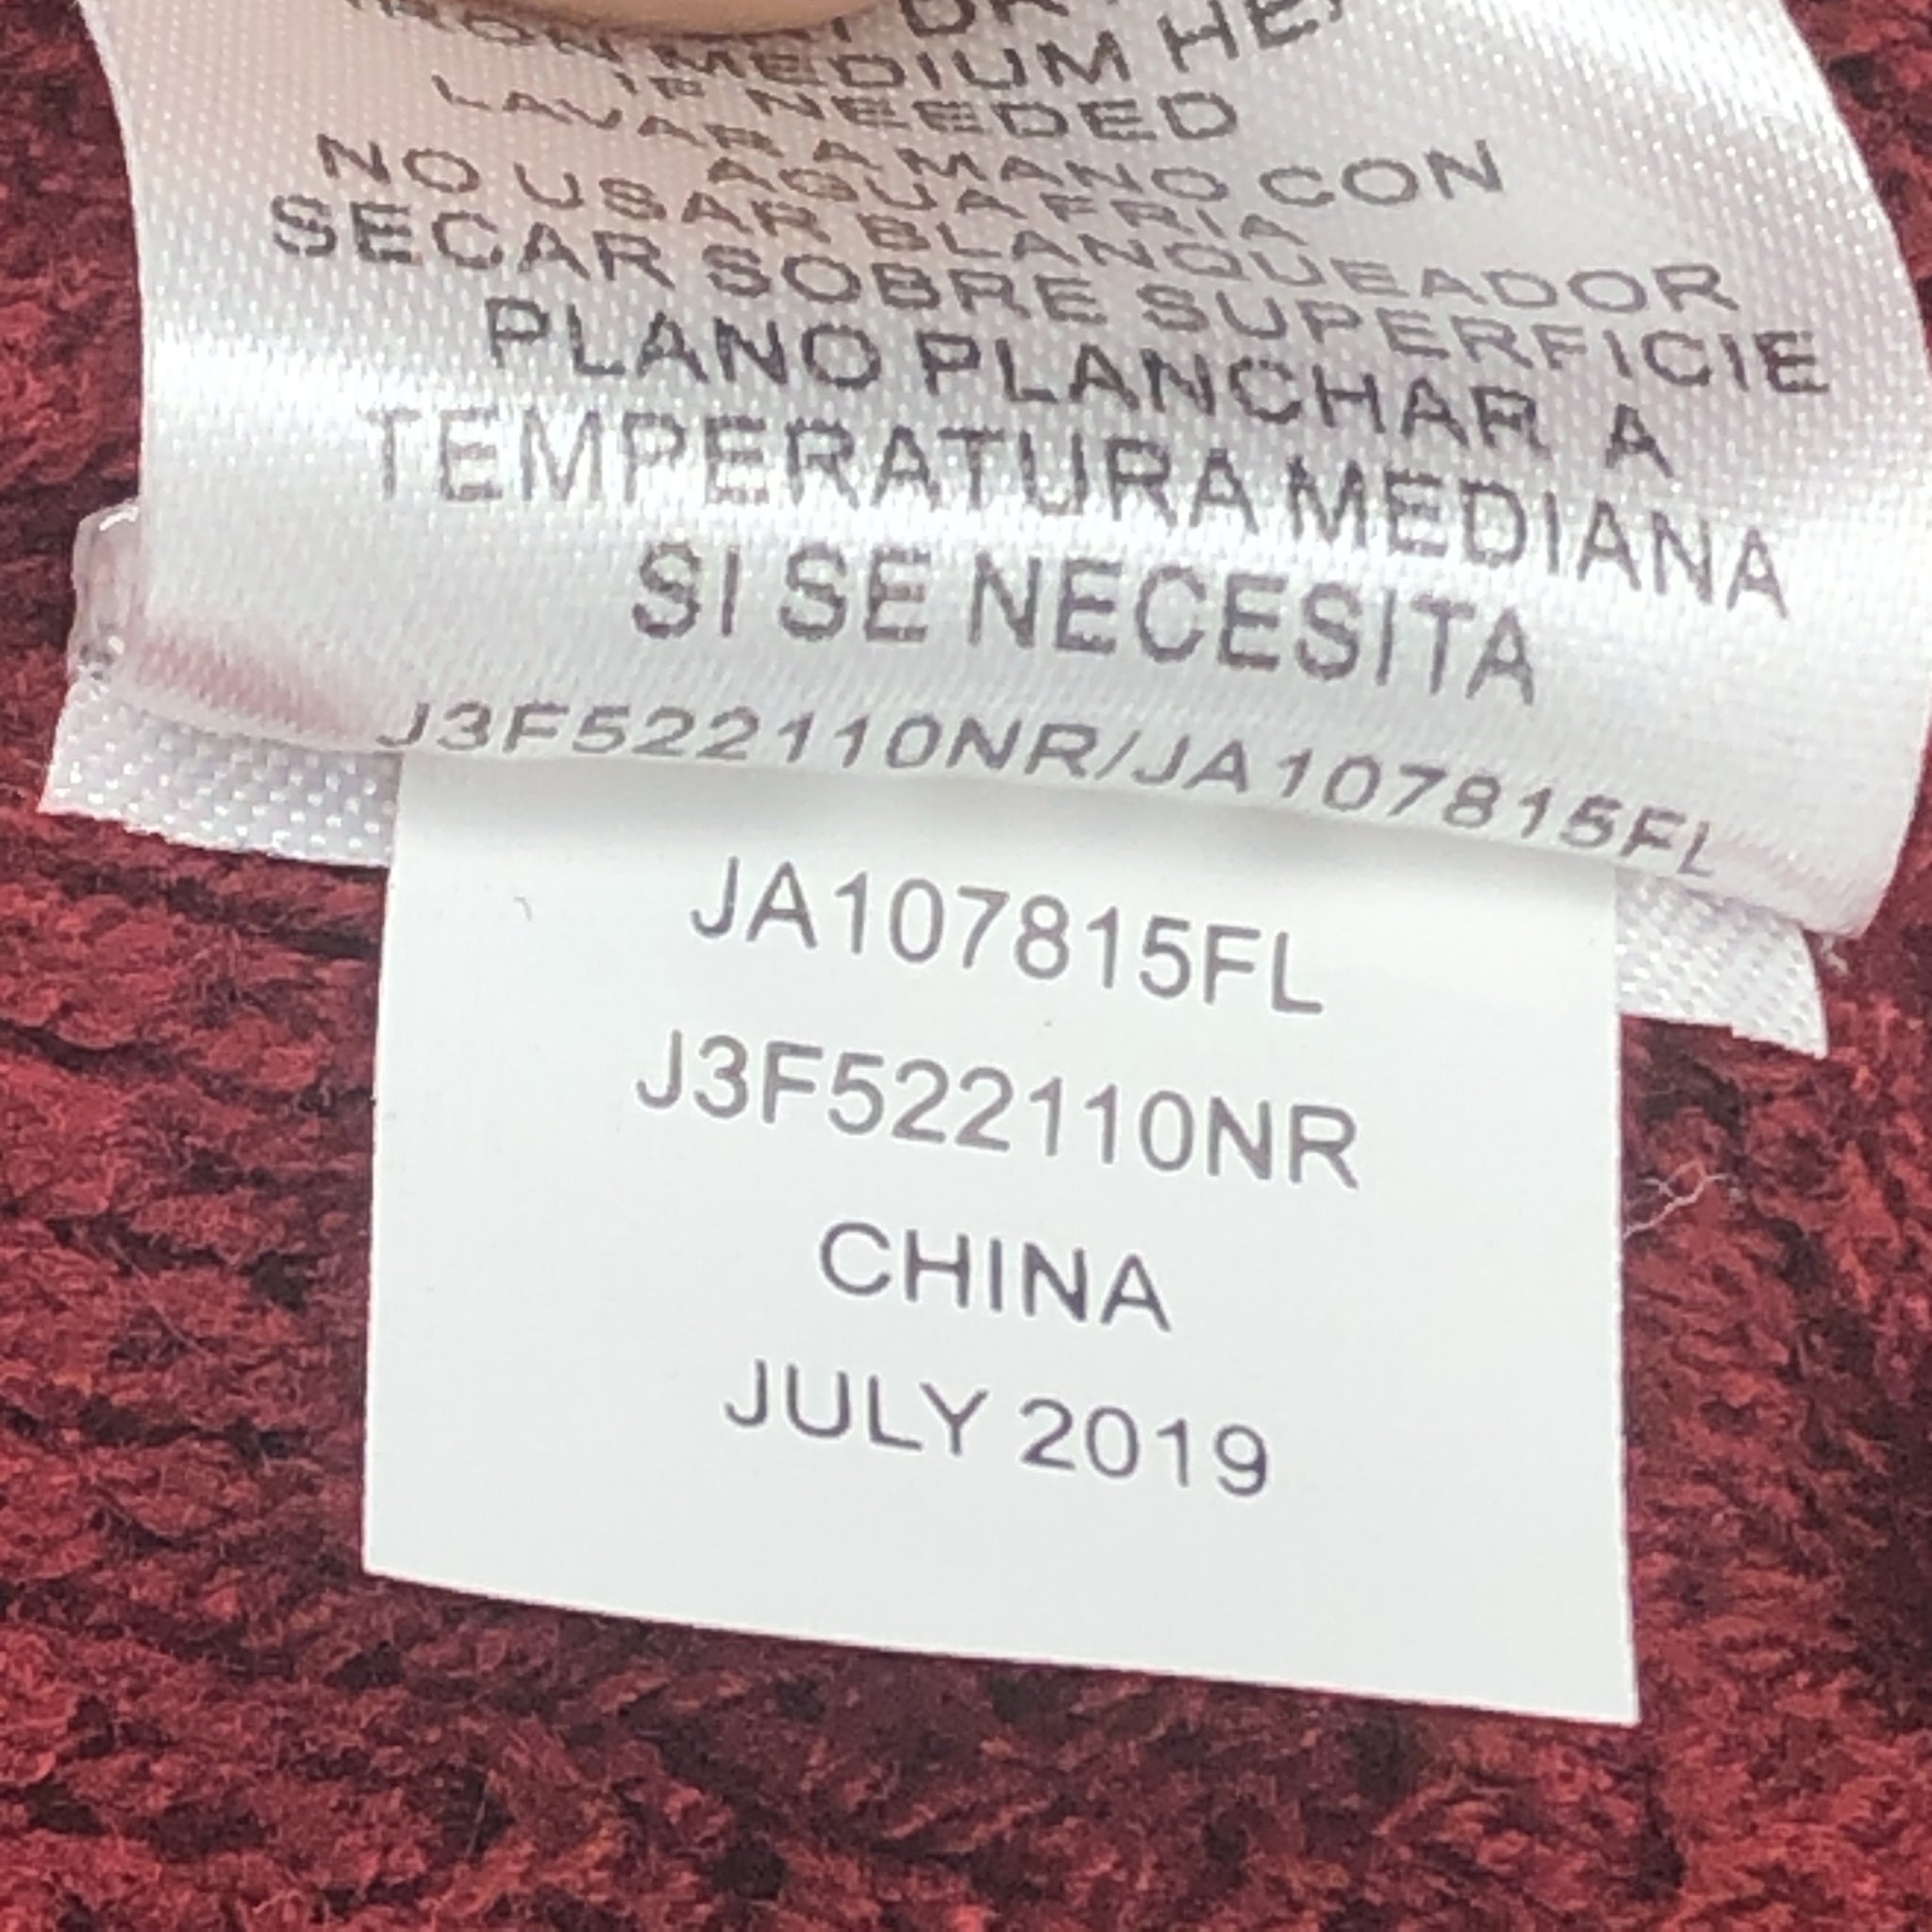 IRON MEDIUM
IF NEEDED
LAVAR A MANO CON
AGUA FRIA
NO USAR BLANQUEADOR
SECAR SOBRE SUPERFICIE
PLANO PLANCHAR A
TEMPERATURA MEDIANA
SI SE NECESITA
J3F522110NR/JA107815FL
JA107815FL
J3F522110NR
CHINA
JULY 2019